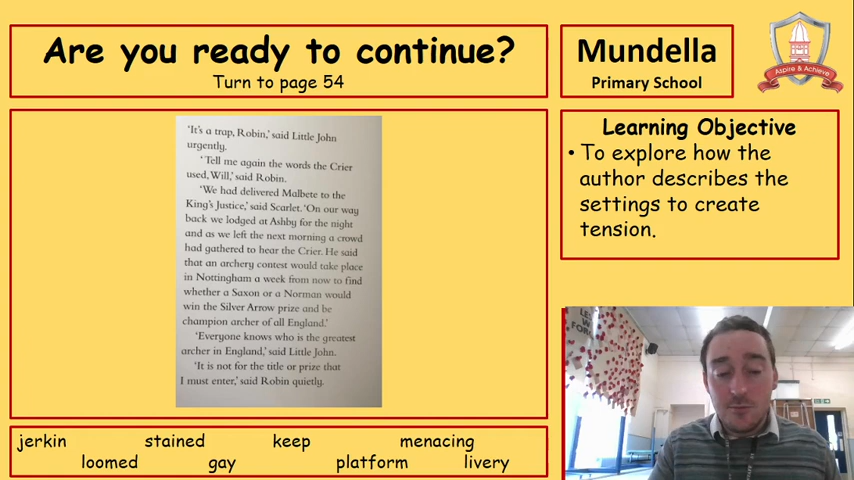 Are you ready to continue?
Turn to page 54
Mundella
Primary School
Aspire & Achieve
Learning Objective
• To explore how the
author describes the
settings to create
tension.
'It's a trap, Robin,' said Little John
urgently.
'Tell me again the words the Crier
used, Will,' said Robin.
'We had delivered Malbete to the
King's Justice,' said Scarlet. 'On our way
back we lodged at Ashby for the night
and as we left the next morning a crowd
had gathered to hear the Crier. He said
that an archery contest would take place
in Nottingham a week from now to find
whether a Saxon or a Norman would
win the Silver Arrow prize and be
champion archer of all England.'
'Everyone knows who is the greatest
archer in England,' said Little John.
'It is not for the title or prize that
I must enter,' said Robin quietly.
jerkin stained keep menacing
loomed gay platform livery